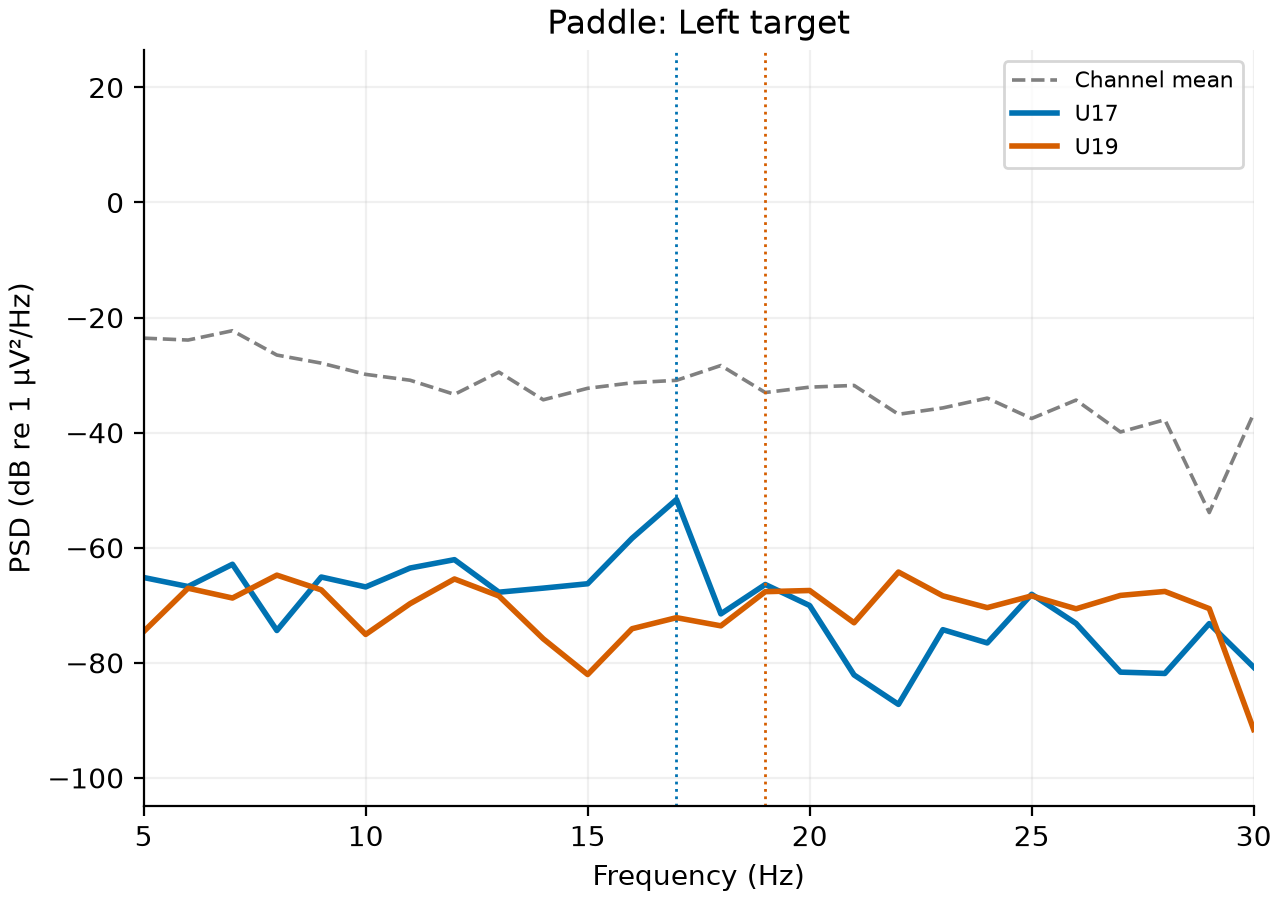 Paddle: Left target
Channel mean
U17
U19
PSD (dB re 1 µV²/Hz)
20
0
−20
−40
−60
−80
−100
5
10
15
20
25
30
Frequency (Hz)